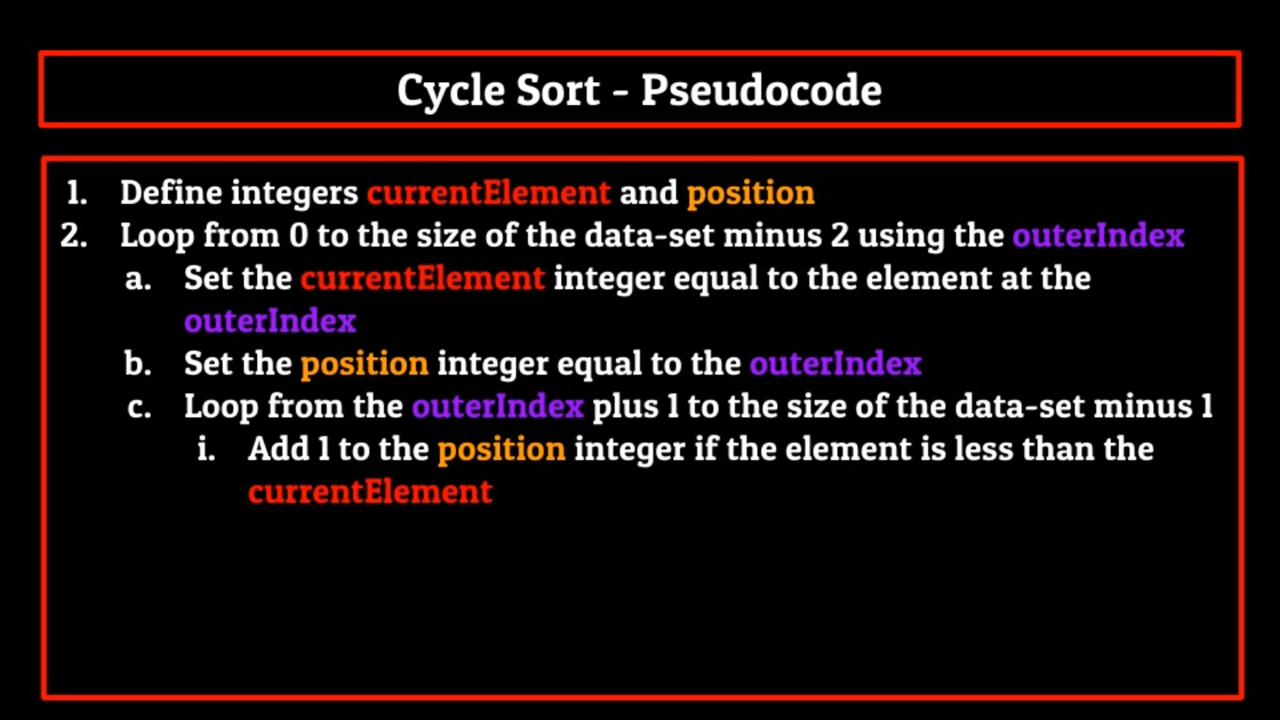 Cycle Sort - Pseudocode
1. Define integers currentElement and position
2. Loop from 0 to the size of the data-set minus 2 using the outerIndex
a. Set the currentElement integer equal to the element at the
outerIndex
b. Set the position integer equal to the outerIndex
c. Loop from the outerIndex plus 1 to the size of the data-set minus 1
i. Add 1 to the position integer if the element is less than the
currentElement